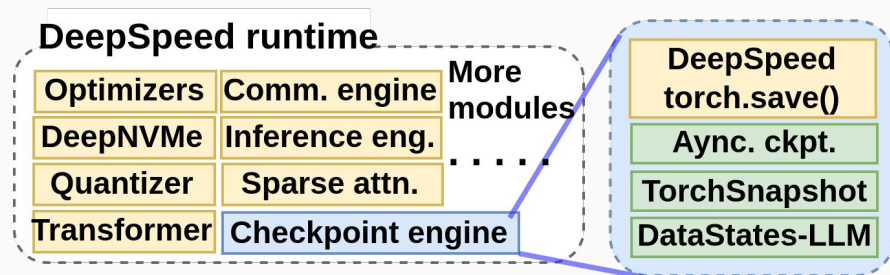 DeepSpeed runtime
Optimizers
Comm. engine
More
modules
DeepNVMe
Inference eng.
. . . . .
Quantizer
Sparse attn.
Transformer
Checkpoint engine
DeepSpeed
torch.save()
Aync. ckpt.
TorchSnapshot
DataStates-LLM